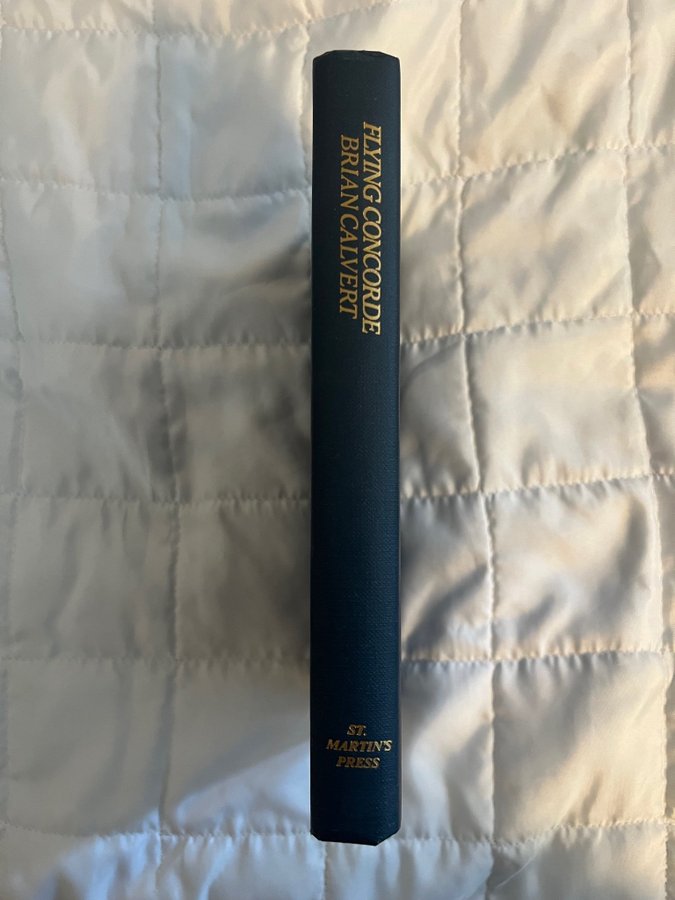 FLYING CONCORDE
BRIAN CALVERT
ST.
MARTIN'S
PRESS